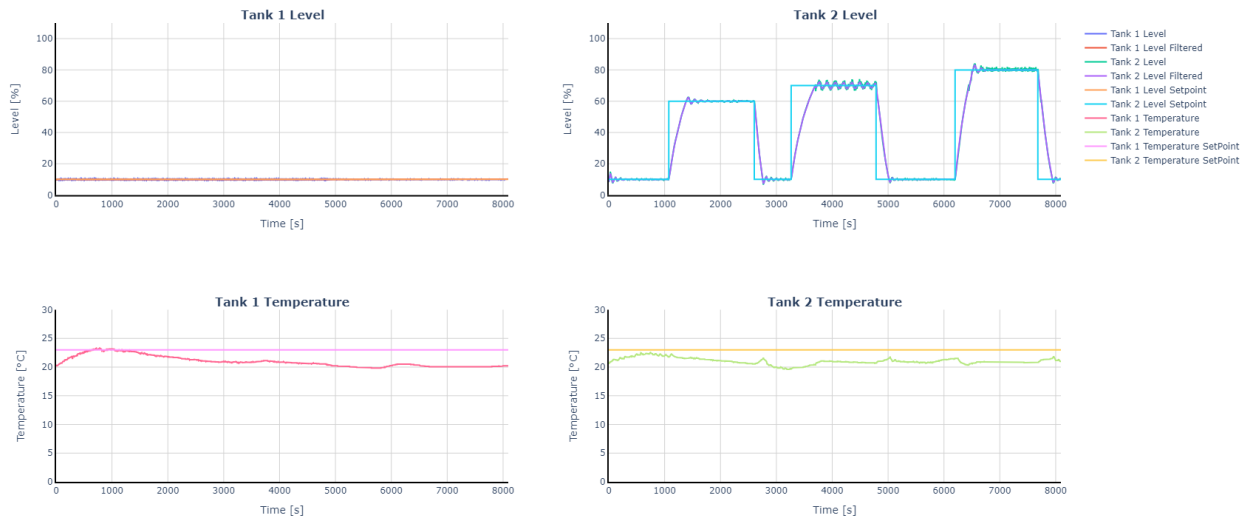 Tank 1 Level
Level [%]
100
80
60
40
20
0
0 1000 2000 3000 4000 5000 6000 7000 8000
Time [s]
Tank 2 Level
Level [%]
100
80
60
40
20
0
0 1000 2000 3000 4000 5000 6000 7000 8000
Time [s]
Tank 1 Level
Tank 1 Level Filtered
Tank 2 Level
Tank 2 Level Filtered
Tank 1 Level Setpoint
Tank 2 Level Setpoint
Tank 1 Temperature
Tank 2 Temperature
Tank 1 Temperature SetPoint
Tank 2 Temperature SetPoint
Tank 1 Temperature
Temperature [°C]
30
25
20
15
10
5
0
0 1000 2000 3000 4000 5000 6000 7000 8000
Time [s]
Tank 2 Temperature
Temperature [°C]
30
25
20
15
10
5
0
0 1000 2000 3000 4000 5000 6000 7000 8000
Time [s]